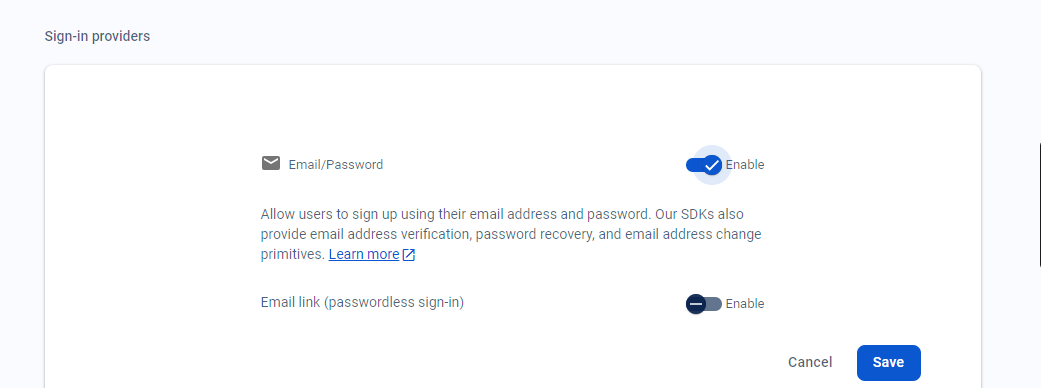 Sign-in providers
Email/Password
Enable
Allow users to sign up using their email address and password. Our SDKs also
provide email address verification, password recovery, and email address change
primitives. Learn more
Email link (passwordless sign-in)
Enable
Cancel
Save